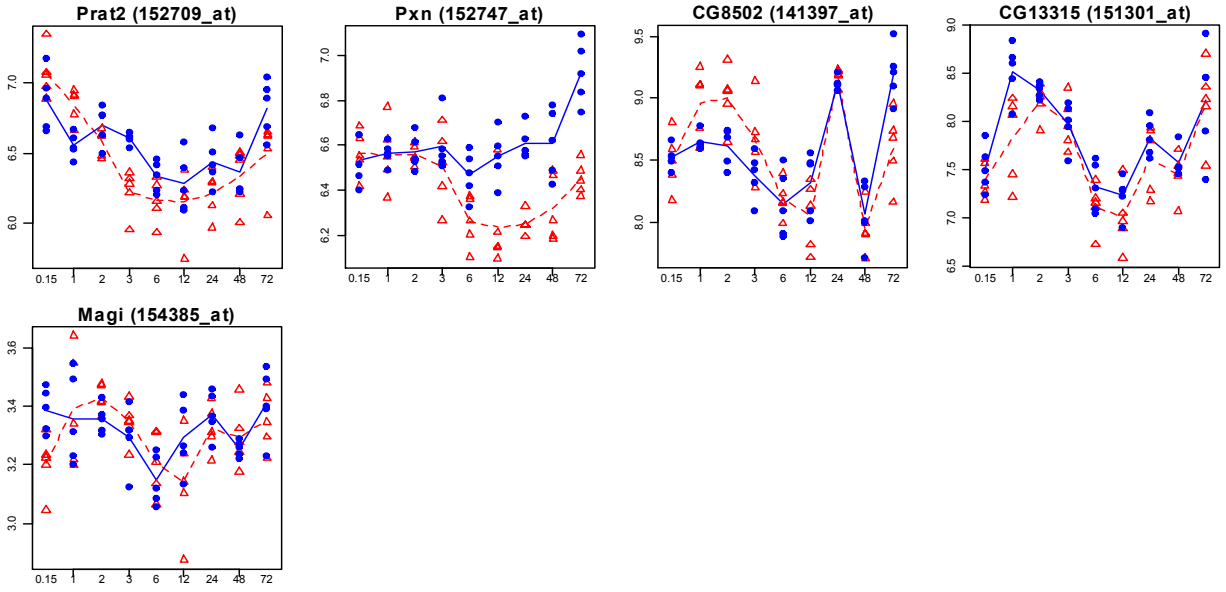 Prat2 (152709_at)
7.0
6.5
6.0
0.15 1 2 3 6 12 24 48 72
Pxn (152747_at)
7.0
6.8
6.6
6.4
6.2
0.15 1 2 3 6 12 24 48 72
CG8502 (141397_at)
9.5
9.0
8.5
8.0
0.15 1 2 3 6 12 24 48 72
CG13315 (151301_at)
9.0
8.5
8.0
7.5
7.0
6.5
0.15 1 2 3 6 12 24 48 72
Magi (154385_at)
3.6
3.4
3.2
3.0
0.15 1 2 3 6 12 24 48 72